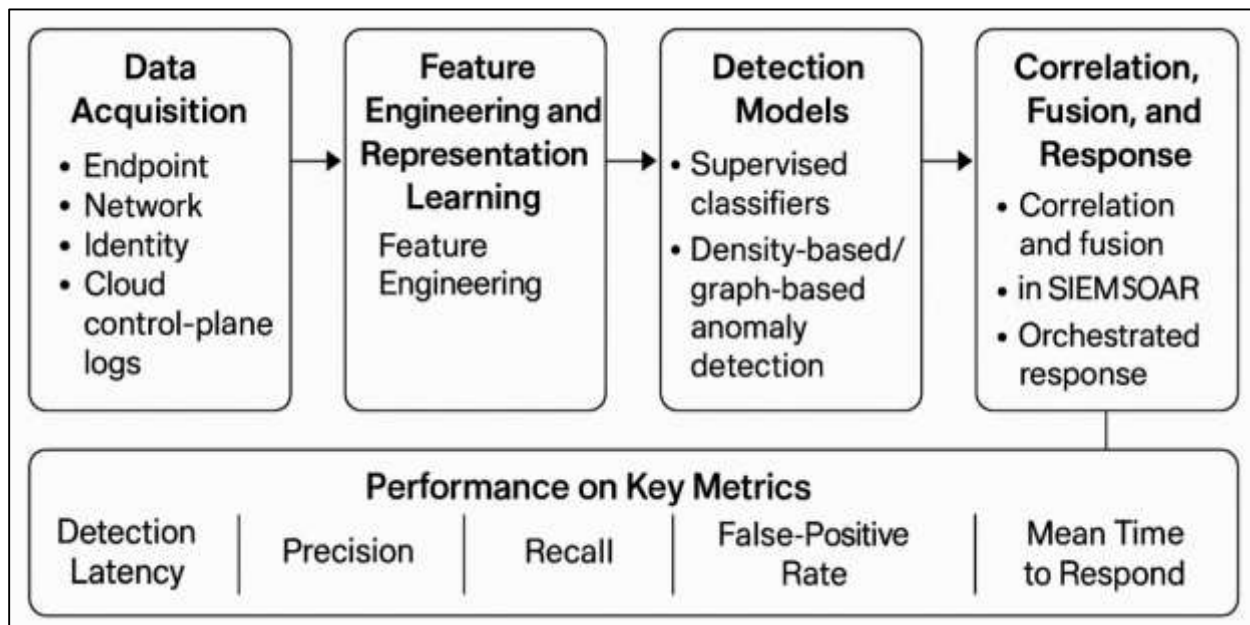 Data
Acquisition
• Endpoint
• Network
• Identity
• Cloud
control-plane
logs
Feature
Engineering and
Representation
Learning
Feature
Engineering
Detection
Models
• Supervised
classifiers
• Density-based/
graph-based
anomaly
detection
Correlation,
Fusion, and
Response
• Correlation
and fusion
• in SIEMSOAR
• Orchestrated
response
Performance on Key Metrics
Detection
Latency
Precision
Recall
False-Positive
Rate
Mean Time
to Respond